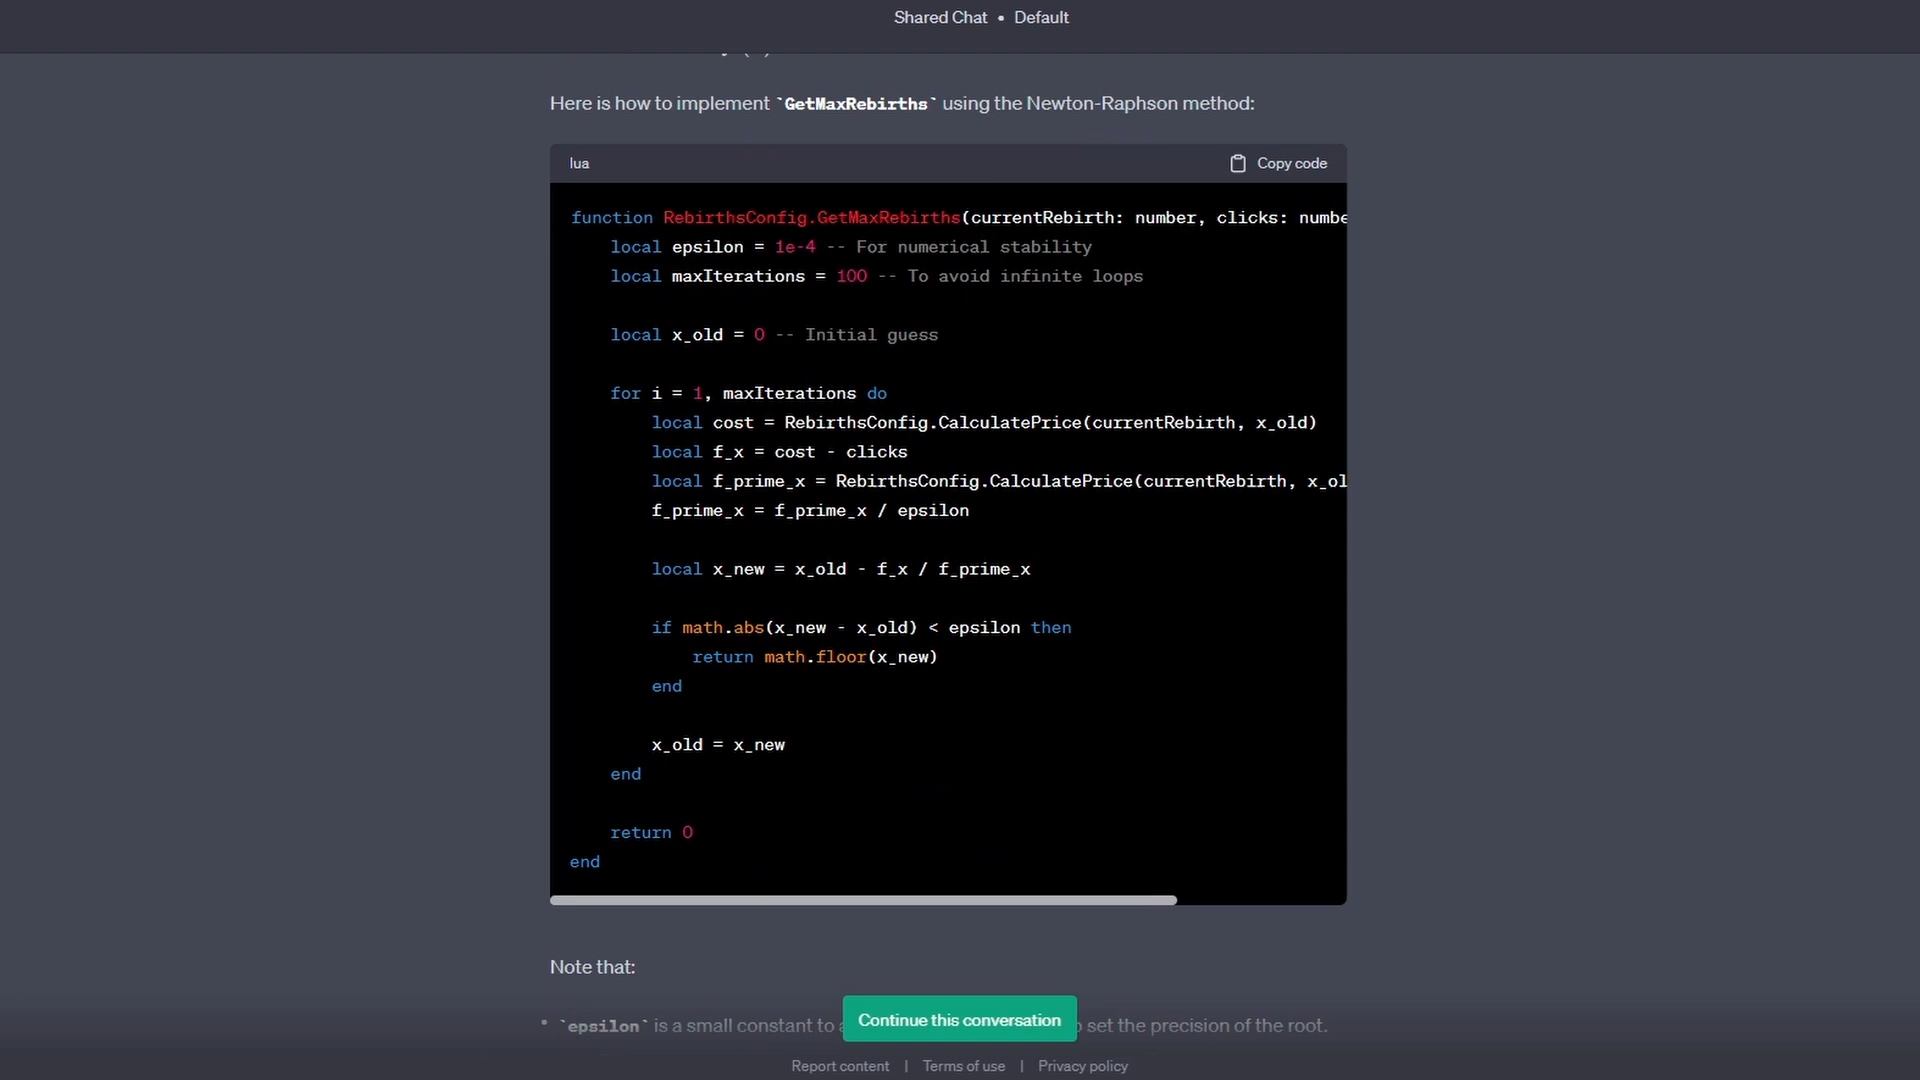 Shared Chat • Default
Here is how to implement `GetMaxRebirths` using the Newton-Raphson method:
lua
Copy code
function RebirthsConfig.GetMaxRebirths(currentRebirth: number, clicks: numbe
local epsilon = 1e-4 -- For numerical stability
local maxIterations = 100 -- To avoid infinite loops
local x_old = 0 -- Initial guess
for i = 1, maxIterations do
local cost = RebirthsConfig.CalculatePrice(currentRebirth, x_old)
local f_x = cost - clicks
local f_prime_x = RebirthsConfig.CalculatePrice(currentRebirth, x_ol
f_prime_x = f_prime_x / epsilon
local x_new = x_old - f_x / f_prime_x
if math.abs(x_new - x_old) < epsilon then
return math.floor(x_new)
end
x_old = x_new
end
return 0
end
Note that:
• `epsilon` is a small constant to set the precision of the root.
Continue this conversation
Report content | Terms of use | Privacy policy